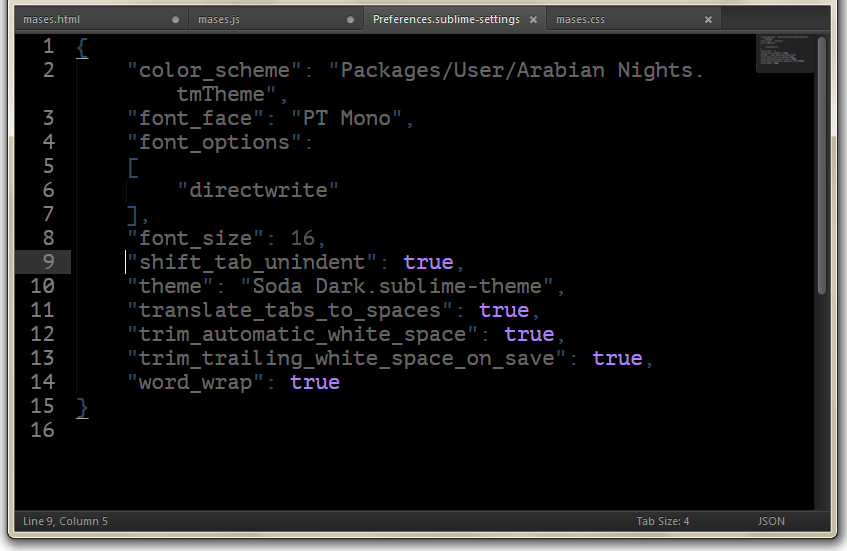 mases.html
mases.js
Preferences.sublime-settings
mases.css
1 {
2 "color_scheme": "Packages/User/Arabian Nights.
tmTheme",
3 "font_face": "PT Mono",
4 "font_options":
5 [
6 "directwrite"
7 ],
8 "font_size": 16,
9 "shift_tab_unindent": true,
10 "theme": "Soda Dark.sublime-theme",
11 "translate_tabs_to_spaces": true,
12 "trim_automatic_white_space": true,
13 "trim_trailing_white_space_on_save": true,
14 "word_wrap": true
15 }
16
Line 9, Column 5
Tab Size: 4
JSON